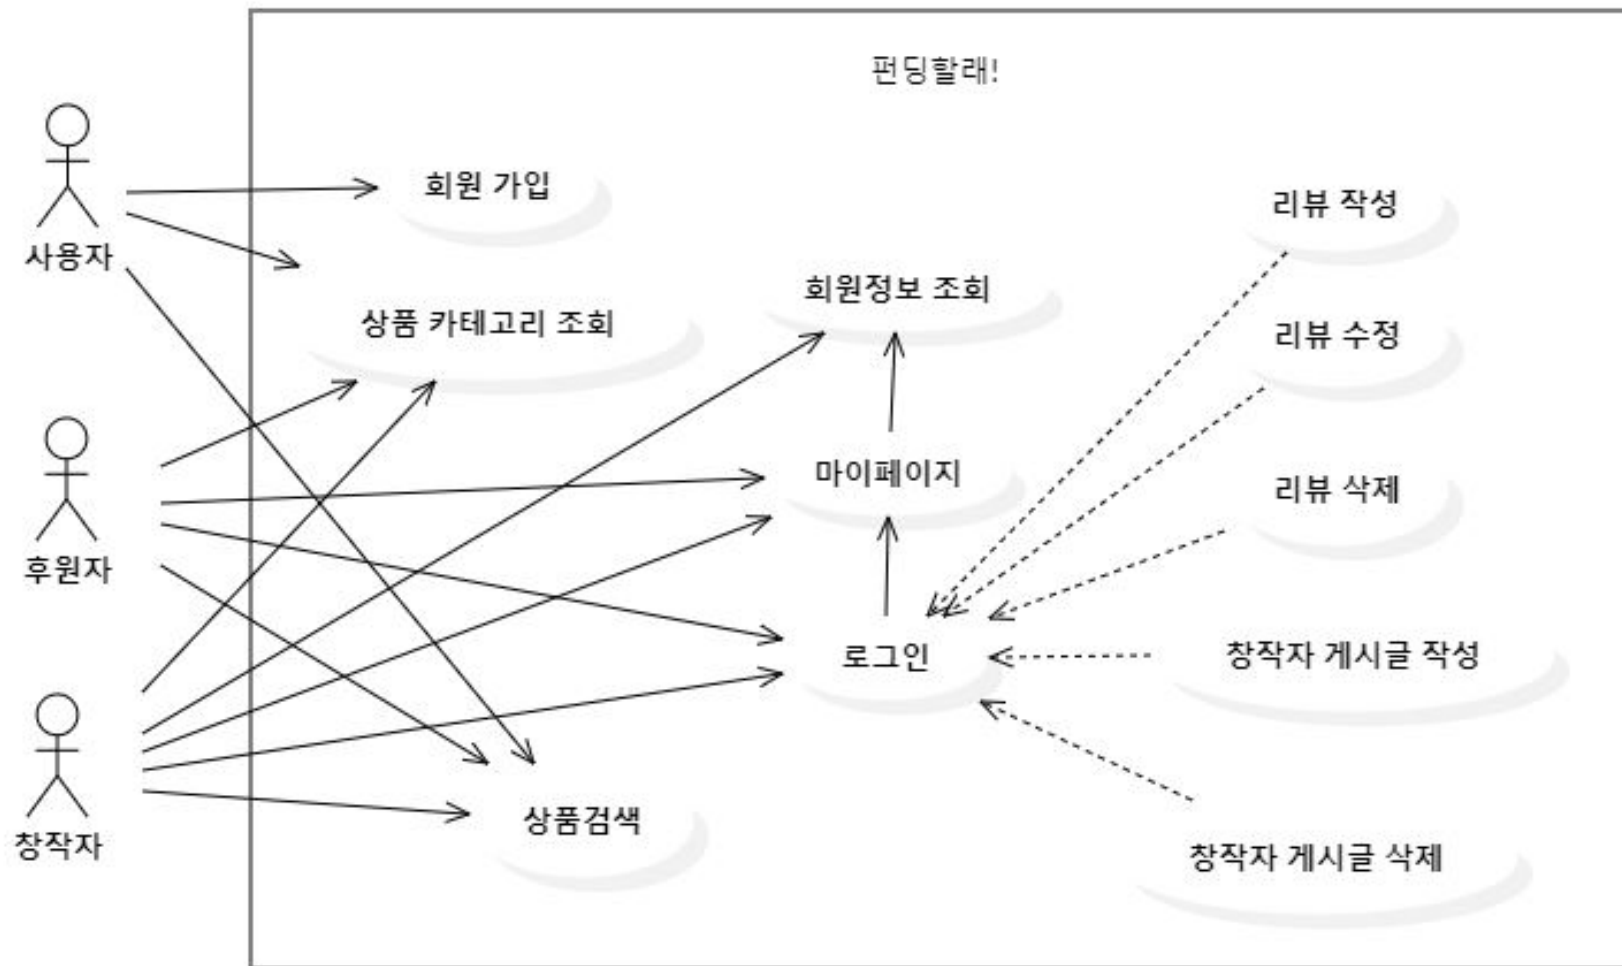 펀딩할래!
사용자
회원 가입
리뷰 작성
회원정보 조회
상품 카테고리 조회
리뷰 수정
후원자
마이페이지
리뷰 삭제
로그인
창작자 게시글 작성
창작자
상품검색
창작자 게시글 삭제